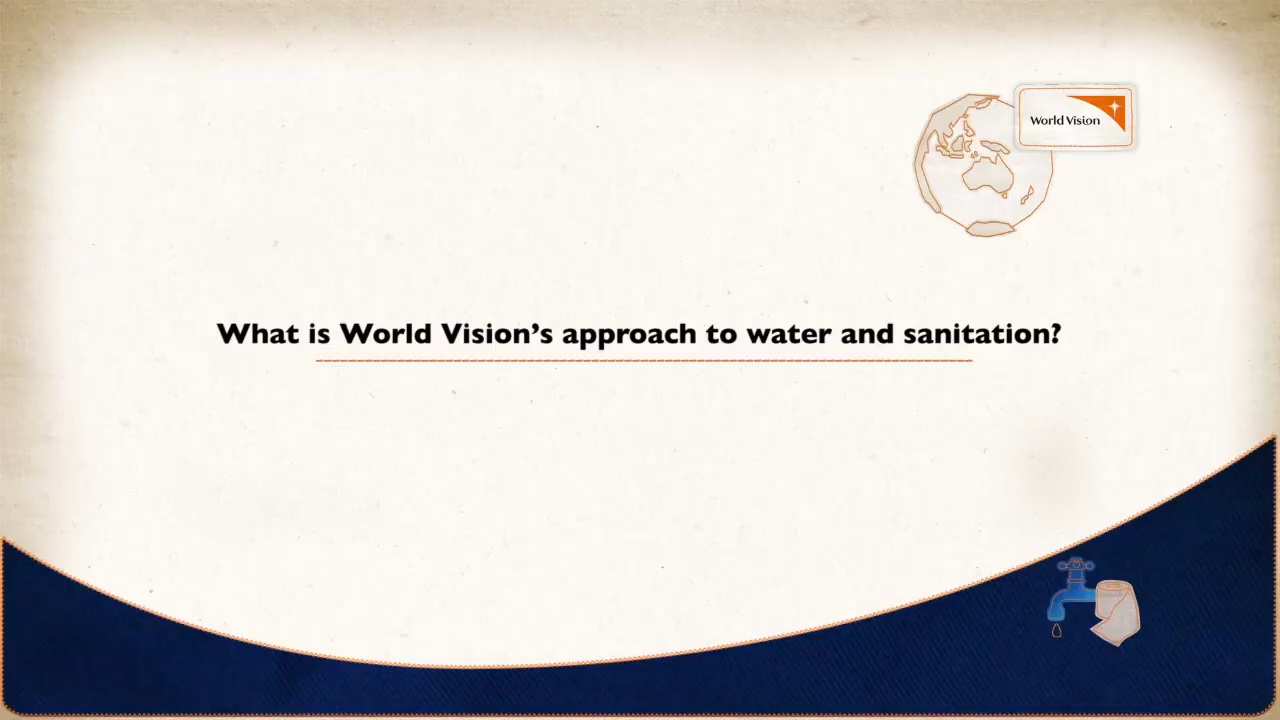 World Vision
What is World Vision’s approach to water and sanitation?